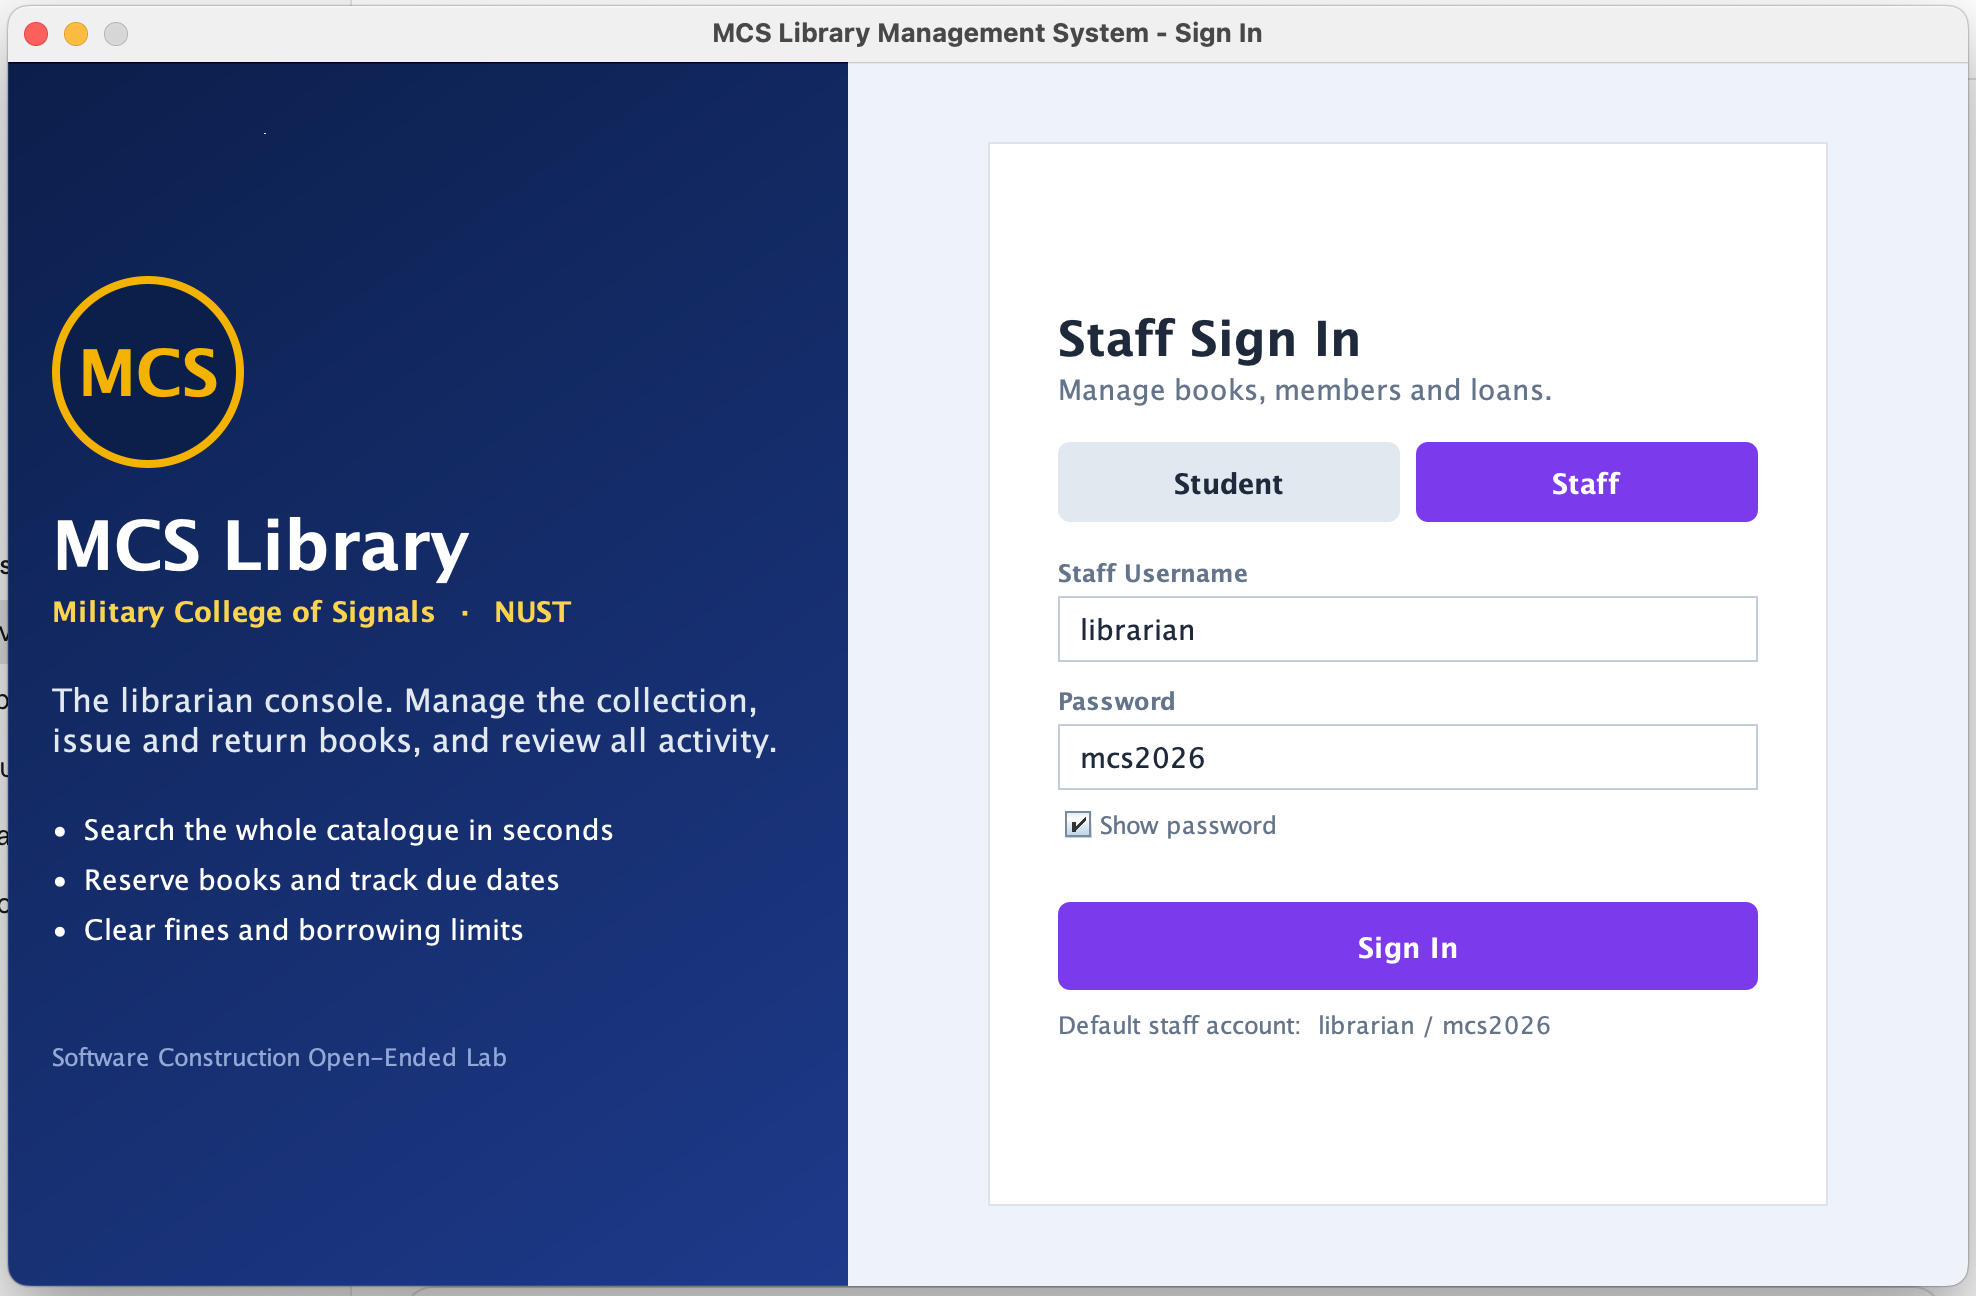 MCS Library Management System - Sign In
MCS
MCS Library
Military College of Signals · NUST
The librarian console. Manage the collection,
issue and return books, and review all activity.
• Search the whole catalogue in seconds
• Reserve books and track due dates
• Clear fines and borrowing limits
Software Construction Open-Ended Lab
Staff Sign In
Manage books, members and loans.
Student
Staff
Staff Username
librarian
Password
mcs2026
Show password
Sign In
Default staff account: librarian / mcs2026